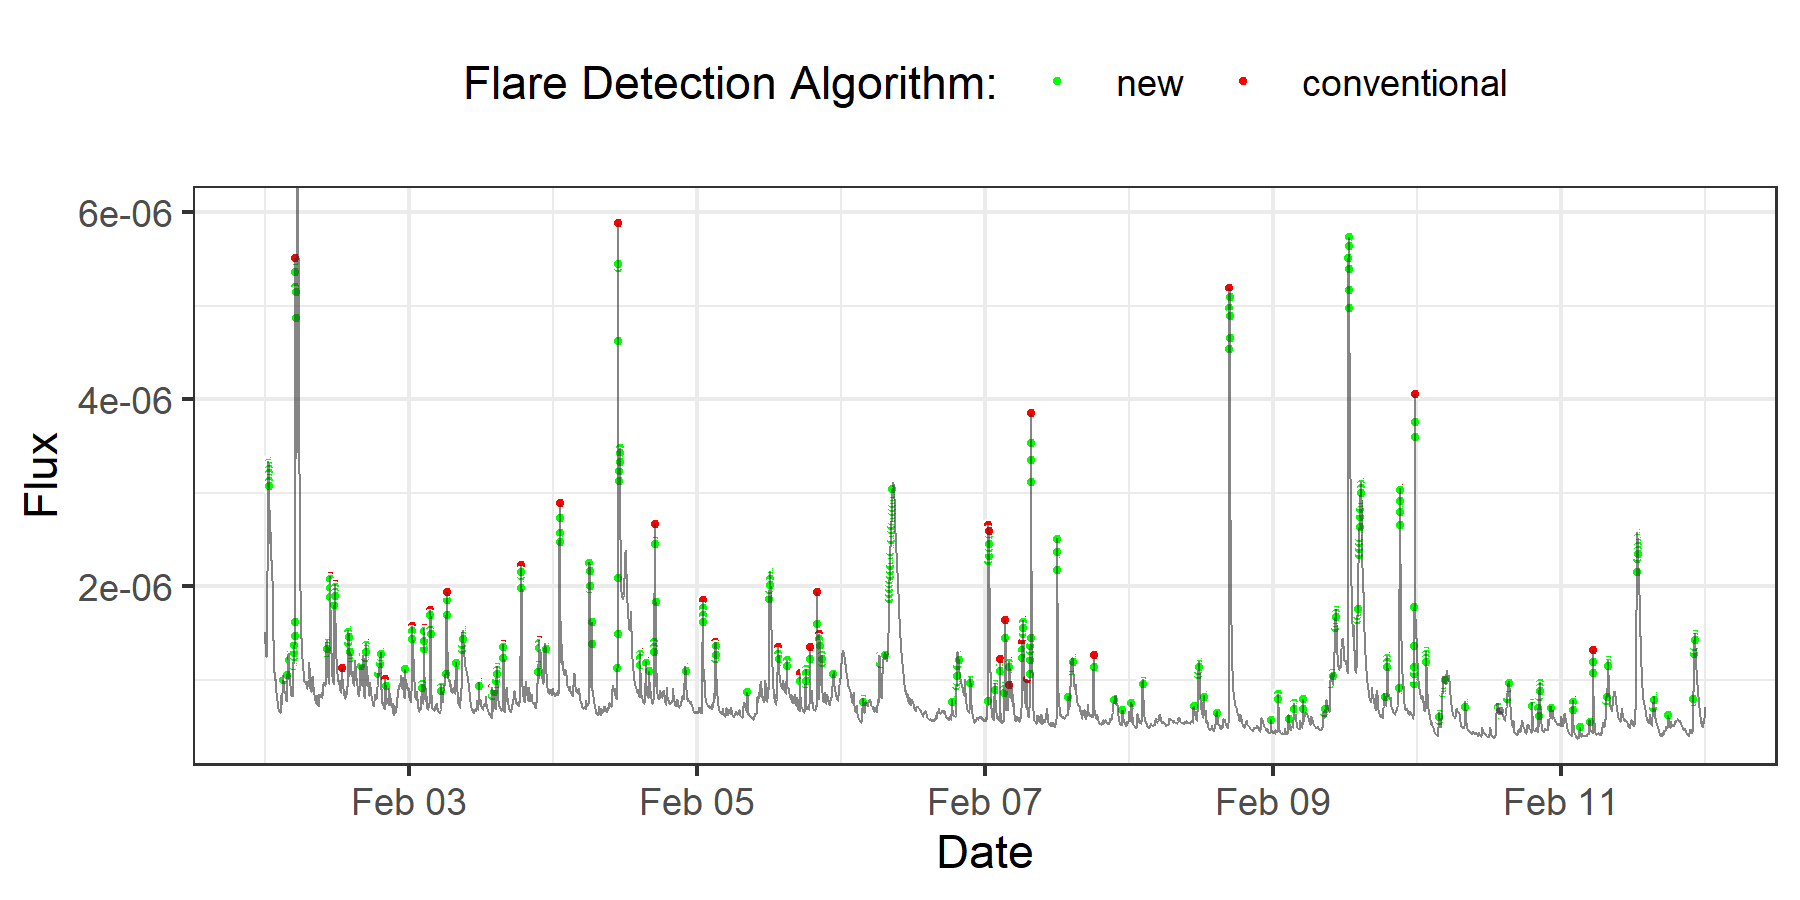 Flare Detection Algorithm: new conventional
6e-06
4e-06
2e-06
Flux
Feb 03 Feb 05 Feb 07 Feb 09 Feb 11
Date